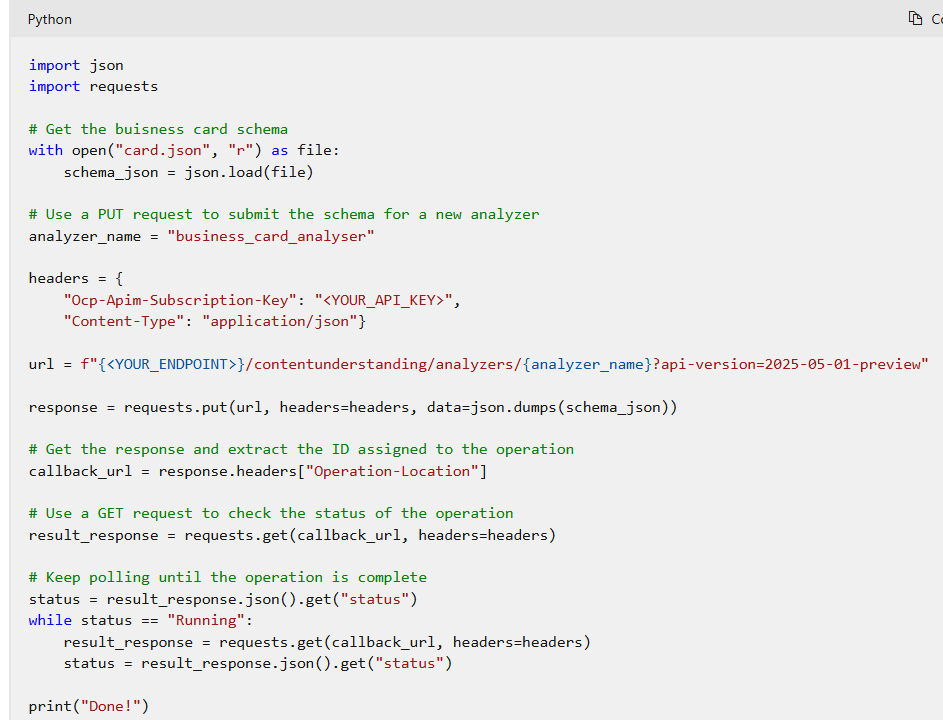 Python
import json
import requests
# Get the buisness card schema
with open("card.json", "r") as file:
    schema_json = json.load(file)
# Use a PUT request to submit the schema for a new analyzer
analyzer_name = "business_card_analyser"
headers = {
    "Ocp-Apim-Subscription-Key": "<YOUR_API_KEY>",
    "Content-Type": "application/json"}
url = f"{<YOUR_ENDPOINT>}/contentunderstanding/analyzers/{analyzer_name}?api-version=2025-05-01-preview"
response = requests.put(url, headers=headers, data=json.dumps(schema_json))
# Get the response and extract the ID assigned to the operation
callback_url = response.headers["Operation-Location"]
# Use a GET request to check the status of the operation
result_response = requests.get(callback_url, headers=headers)
# Keep polling until the operation is complete
status = result_response.json().get("status")
while status == "Running":
    result_response = requests.get(callback_url, headers=headers)
    status = result_response.json().get("status")
print("Done!")